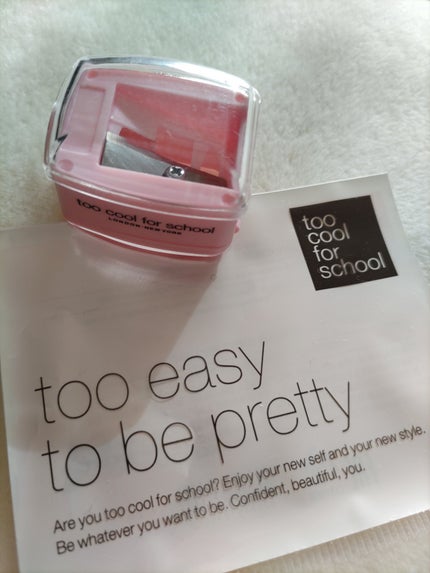 too cool for school
LONDON NEW YORK
too
cool
for
school
too easy
to be pretty
Are you too cool for school? Enjoy your new self and your new style.
Be whatever you want to be. Confident, beautiful, you.